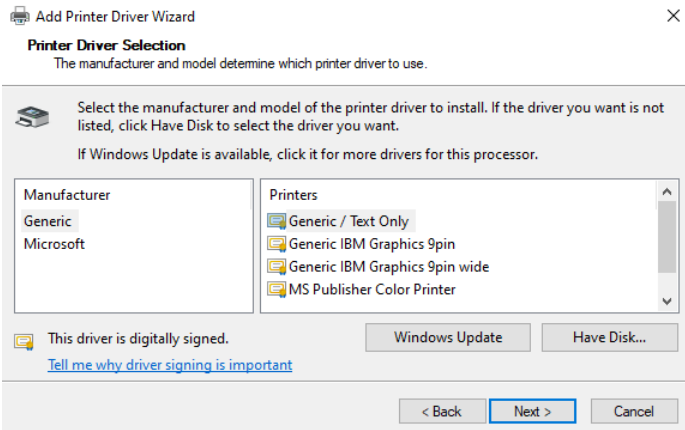 Add Printer Driver Wizard
Printer Driver Selection
The manufacturer and model determine which printer driver to use.
Select the manufacturer and model of the printer driver to install. If the driver you want is not
listed, click Have Disk to select the driver you want.
If Windows Update is available, click it for more drivers for this processor.
Manufacturer
Generic
Microsoft
Printers
Generic / Text Only
Generic IBM Graphics 9pin
Generic IBM Graphics 9pin wide
MS Publisher Color Printer
This driver is digitally signed.
Tell me why driver signing is important
Windows Update
Have Disk...
< Back
Next >
Cancel